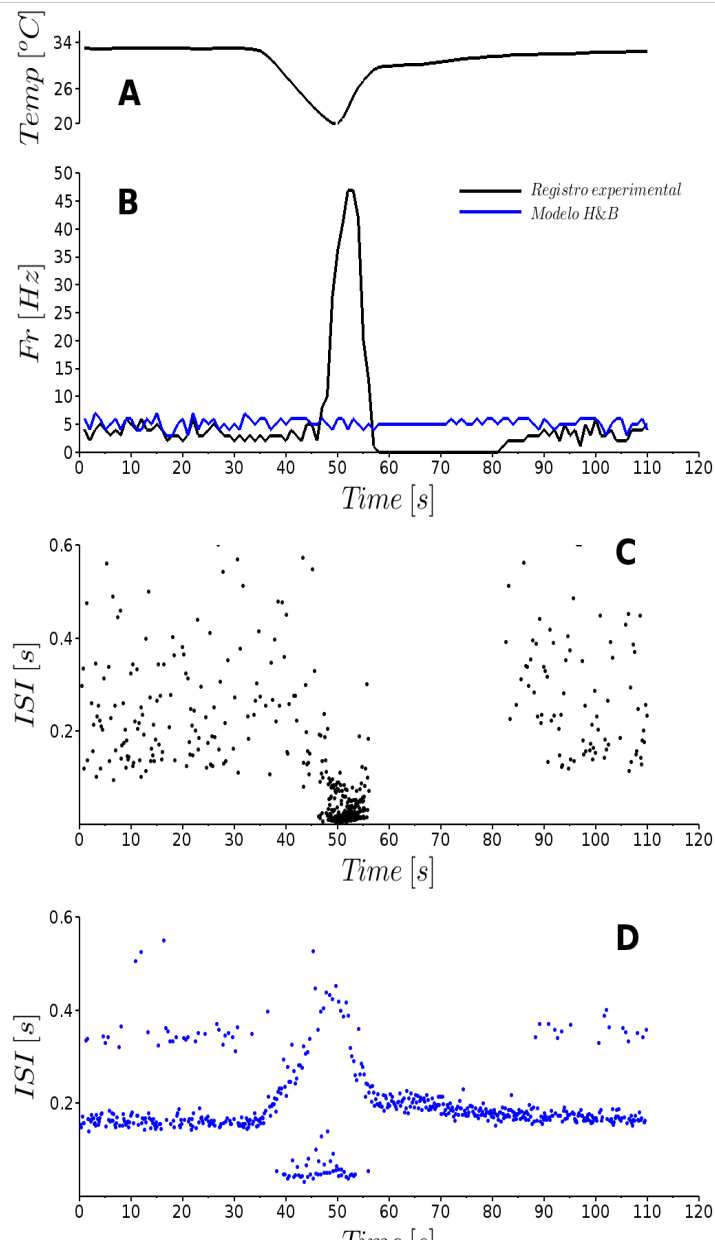 Temp [°C]
34
26
20
A
50
45
40
35
30
25
20
15
10
5
0
Fr [Hz]
B
Registro experimental
Modelo H&B
0 10 20 30 40 50 60 70 80 90 100 110 120
Time [s]
0.6
0.4
0.2
ISI [s]
C
0 10 20 30 40 50 60 70 80 90 100 110 120
Time [s]
0.6
0.4
0.2
ISI [s]
D
0 10 20 30 40 50 60 70 80 90 100 110 120
Time [s]